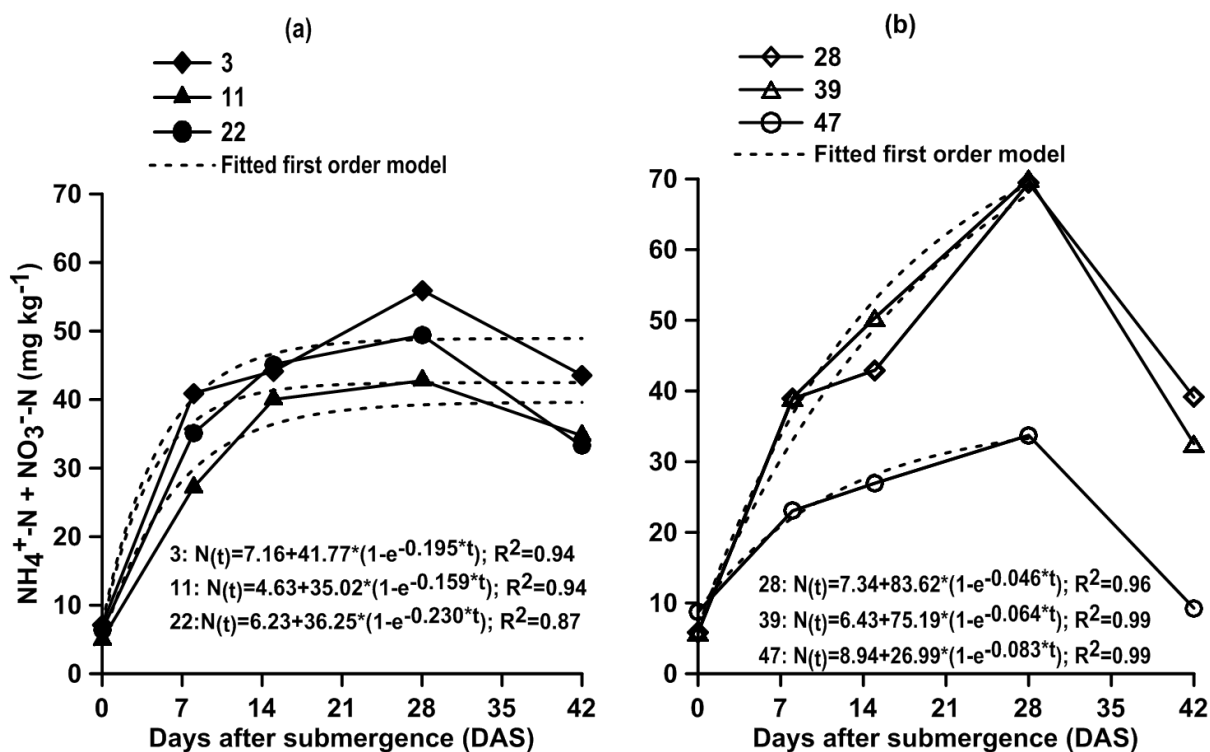 (a)
3
11
22
Fitted first order model
NH₄⁺-N + NO₃⁻-N (mg kg⁻¹)
70
60
50
40
30
20
10
0
3: N(t)=7.16+41.77*(1-e-0.195*t); R²=0.94
11: N(t)=4.63+35.02*(1-e-0.159*t); R²=0.94
22:N(t)=6.23+36.25*(1-e-0.230*t); R²=0.87
0 7 14 21 28 35 42
Days after submergence (DAS)
(b)
28
39
47
Fitted first order model
70
60
50
40
30
20
10
0
28: N(t)=7.34+83.62*(1-e-0.046*t); R²=0.96
39: N(t)=6.43+75.19*(1-e-0.064*t); R²=0.99
47: N(t)=8.94+26.99*(1-e-0.083*t); R²=0.99
0 7 14 21 28 35 42
Days after submergence (DAS)